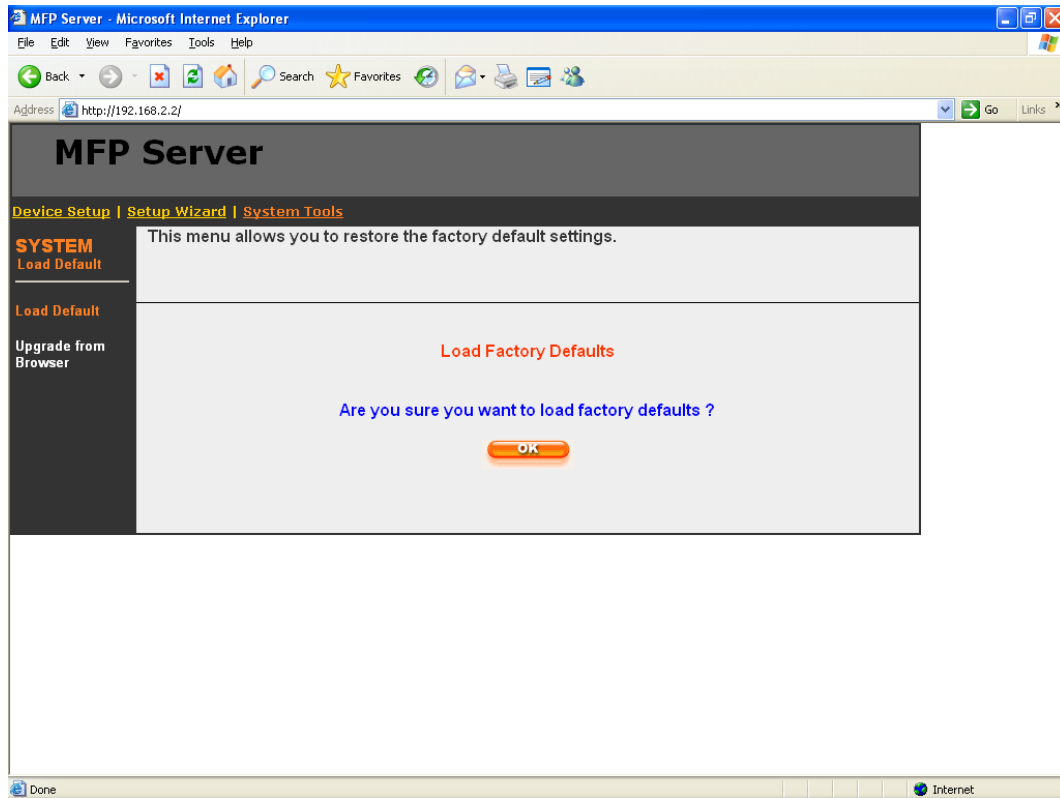 MFP Server - Microsoft Internet Explorer
File Edit View Favorites Tools Help
Back Search Favorites
Address http://192.168.2.2/ Go Links
MFP Server
Device Setup | Setup Wizard | System Tools
SYSTEM
Load Default
This menu allows you to restore the factory default settings.
Load Default
Upgrade from
Browser
Load Factory Defaults
Are you sure you want to load factory defaults ?
OK
Done Internet